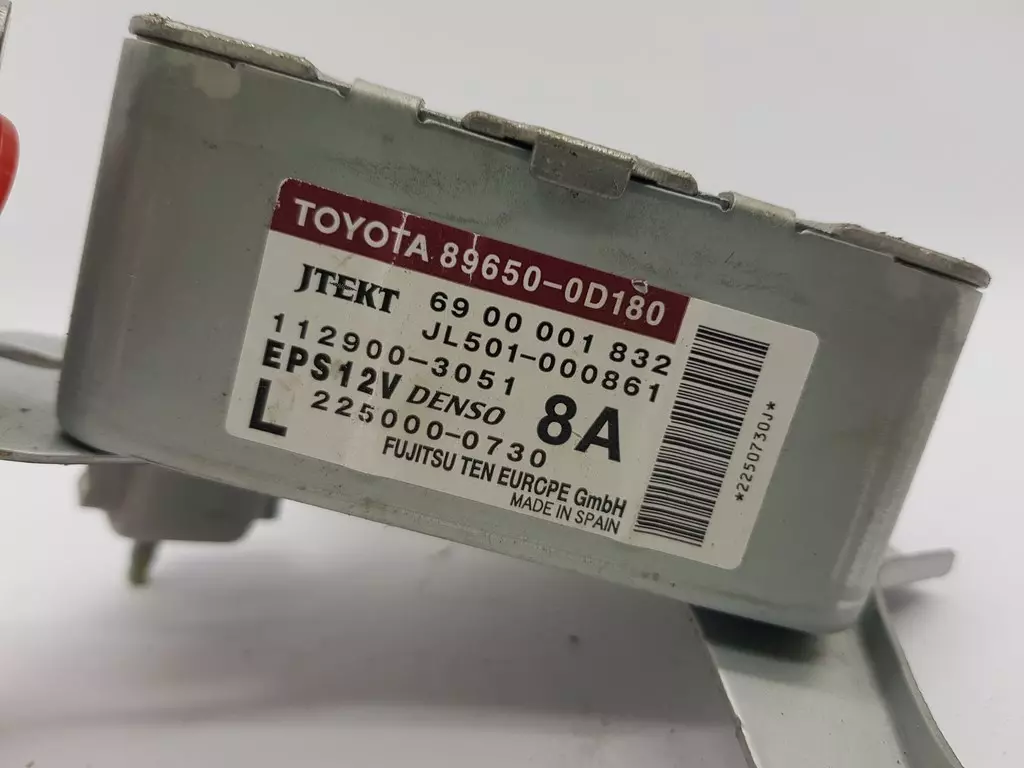 TOYOTA 89650-0D180
JTEKT 69 00 001 832
JL501-000861
112900-3051
EPS12V DENSO 8A
L 225000-0730
FUJITSU TEN EUROPE GmbH
MADE IN SPAIN
*2250730J*